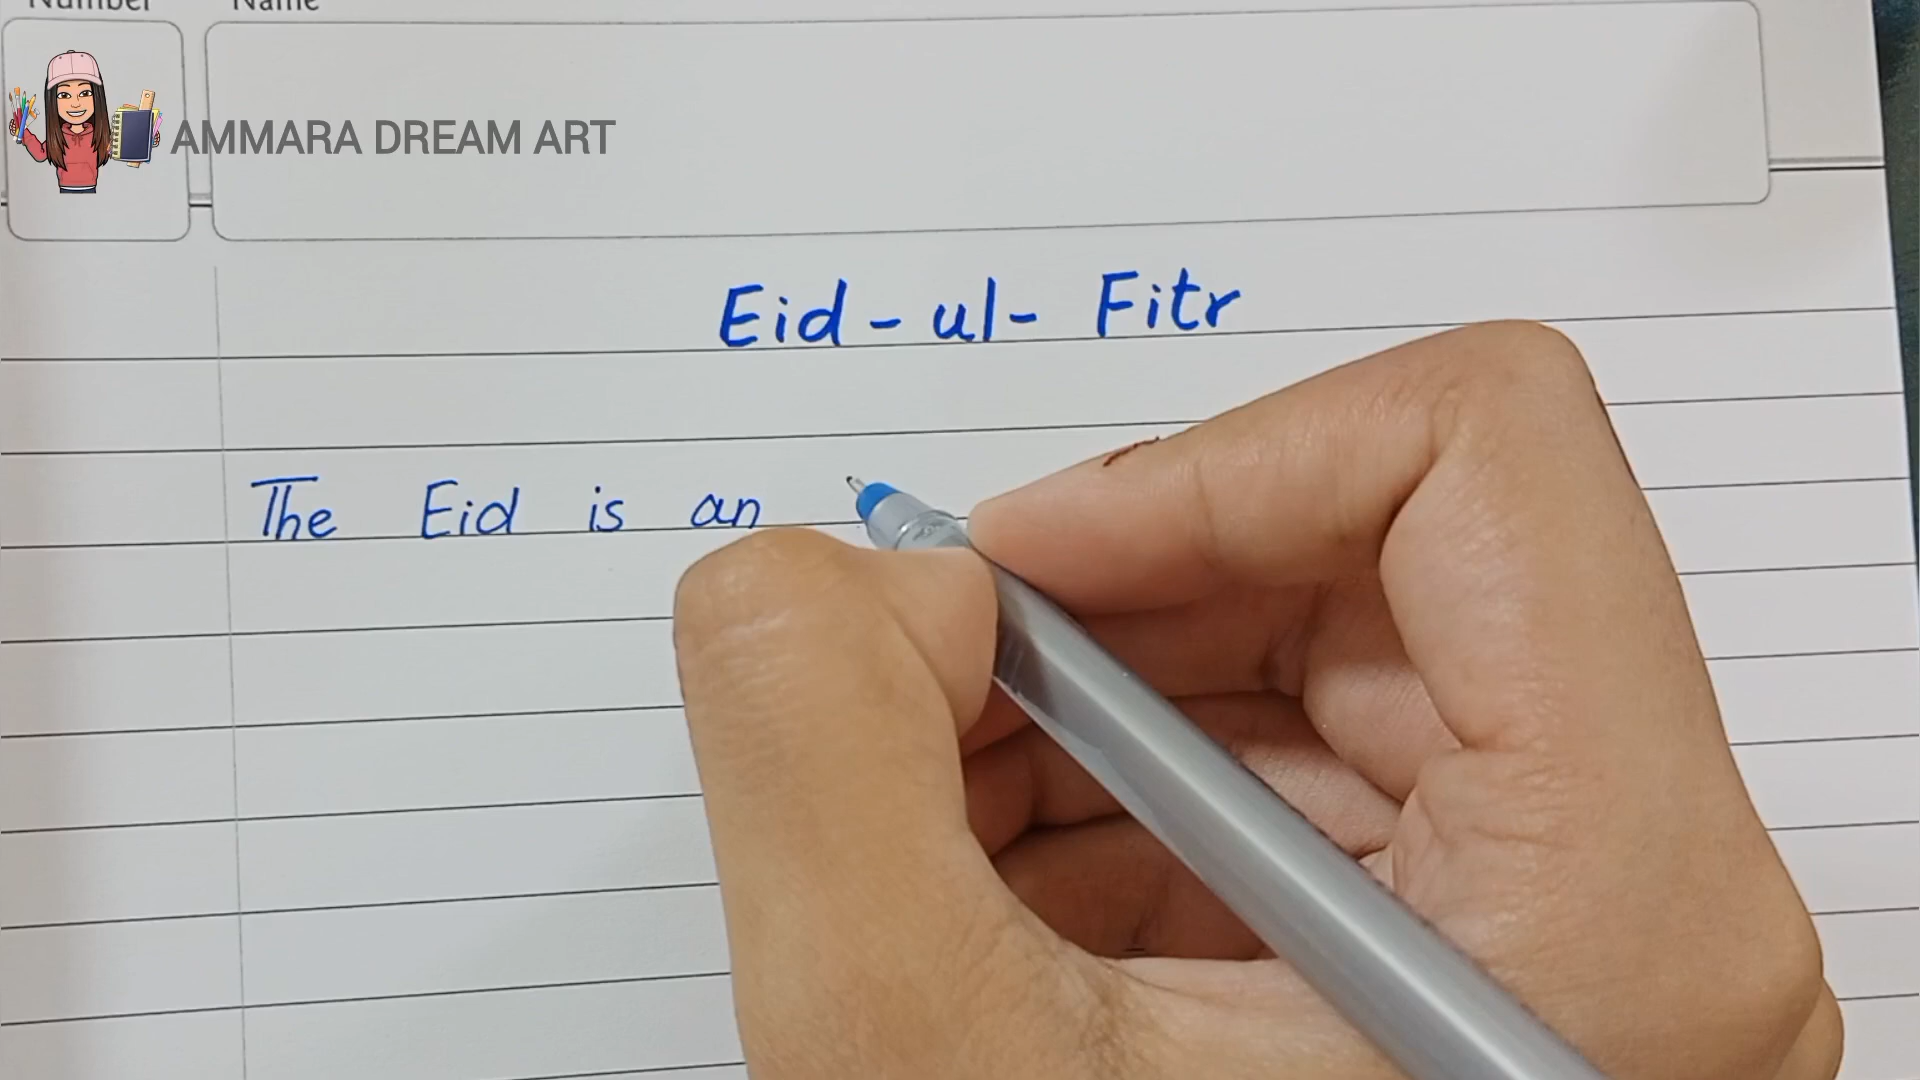 Number Name
AMMARA DREAM ART
Eid - ul - Fitr
The Eid is an